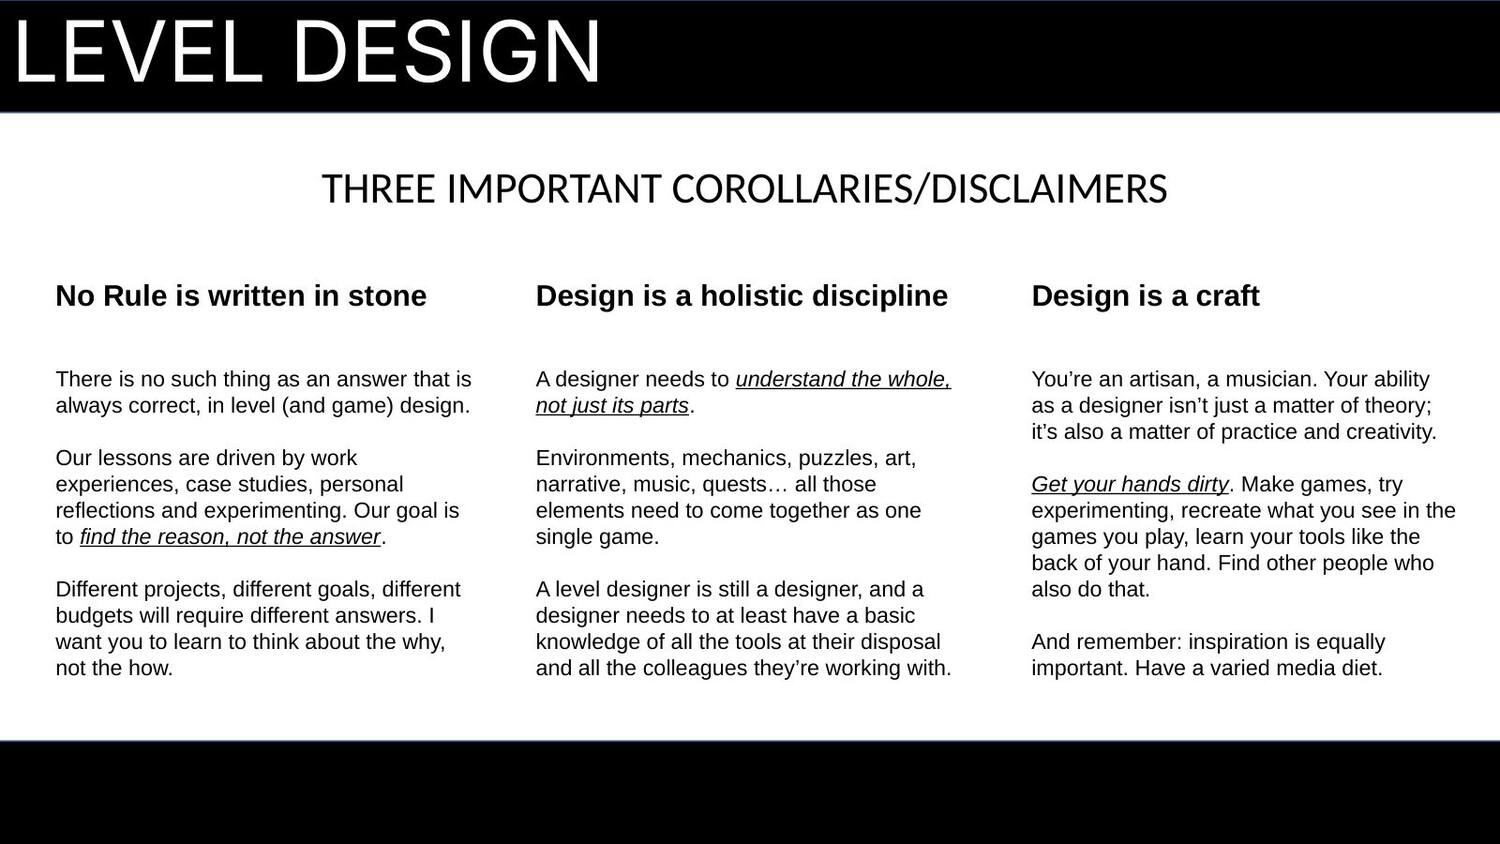 LEVEL DESIGN
THREE IMPORTANT COROLLARIES/DISCLAIMERS
No Rule is written in stone
There is no such thing as an answer that is
always correct, in level (and game) design.
Our lessons are driven by work
experiences, case studies, personal
reflections and experimenting. Our goal is
to find the reason, not the answer.
Different projects, different goals, different
budgets will require different answers. I
want you to learn to think about the why,
not the how.
Design is a holistic discipline
A designer needs to understand the whole,
not just its parts.
Environments, mechanics, puzzles, art,
narrative, music, quests… all those
elements need to come together as one
single game.
A level designer is still a designer, and a
designer needs to at least have a basic
knowledge of all the tools at their disposal
and all the colleagues they’re working with.
Design is a craft
You’re an artisan, a musician. Your ability
as a designer isn’t just a matter of theory;
it’s also a matter of practice and creativity.
Get your hands dirty. Make games, try
experimenting, recreate what you see in the
games you play, learn your tools like the
back of your hand. Find other people who
also do that.
And remember: inspiration is equally
important. Have a varied media diet.